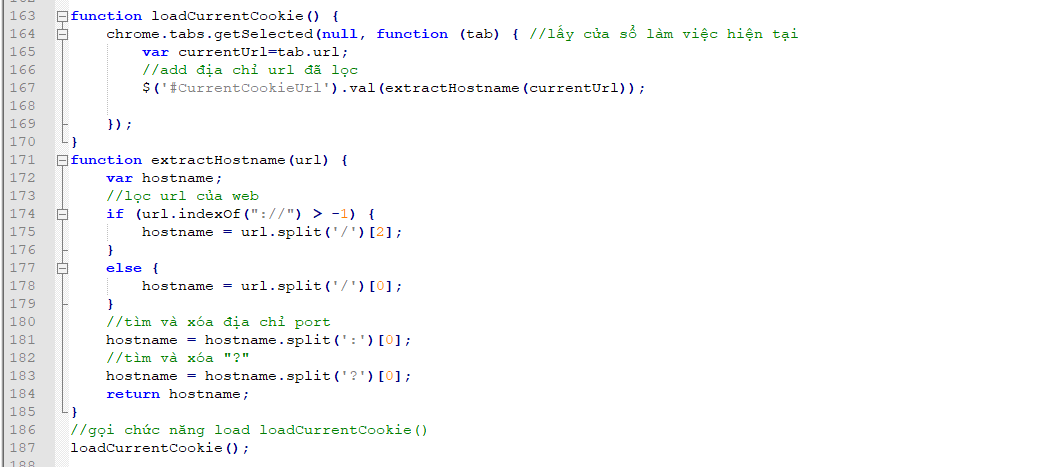 163 function loadCurrentCookie() {
164 chrome.tabs.getSelected(null, function (tab) { //lấy cửa sổ làm việc hiện tại
165 var currentUrl=tab.url;
166 //add địa chỉ url đã lọc
167 $('#CurrentCookieUrl').val(extractHostname(currentUrl));
168
169 });
170 }
171 function extractHostname(url) {
172 var hostname;
173 //lọc url của web
174 if (url.indexOf("://") > -1) {
175 hostname = url.split('/')[2];
176 }
177 else {
178 hostname = url.split('/')[0];
179 }
180 //tìm và xóa địa chỉ port
181 hostname = hostname.split(':')[0];
182 //tìm và xóa "?"
183 hostname = hostname.split('?')[0];
184 return hostname;
185 }
186 //gọi chức năng load loadCurrentCookie()
187 loadCurrentCookie();